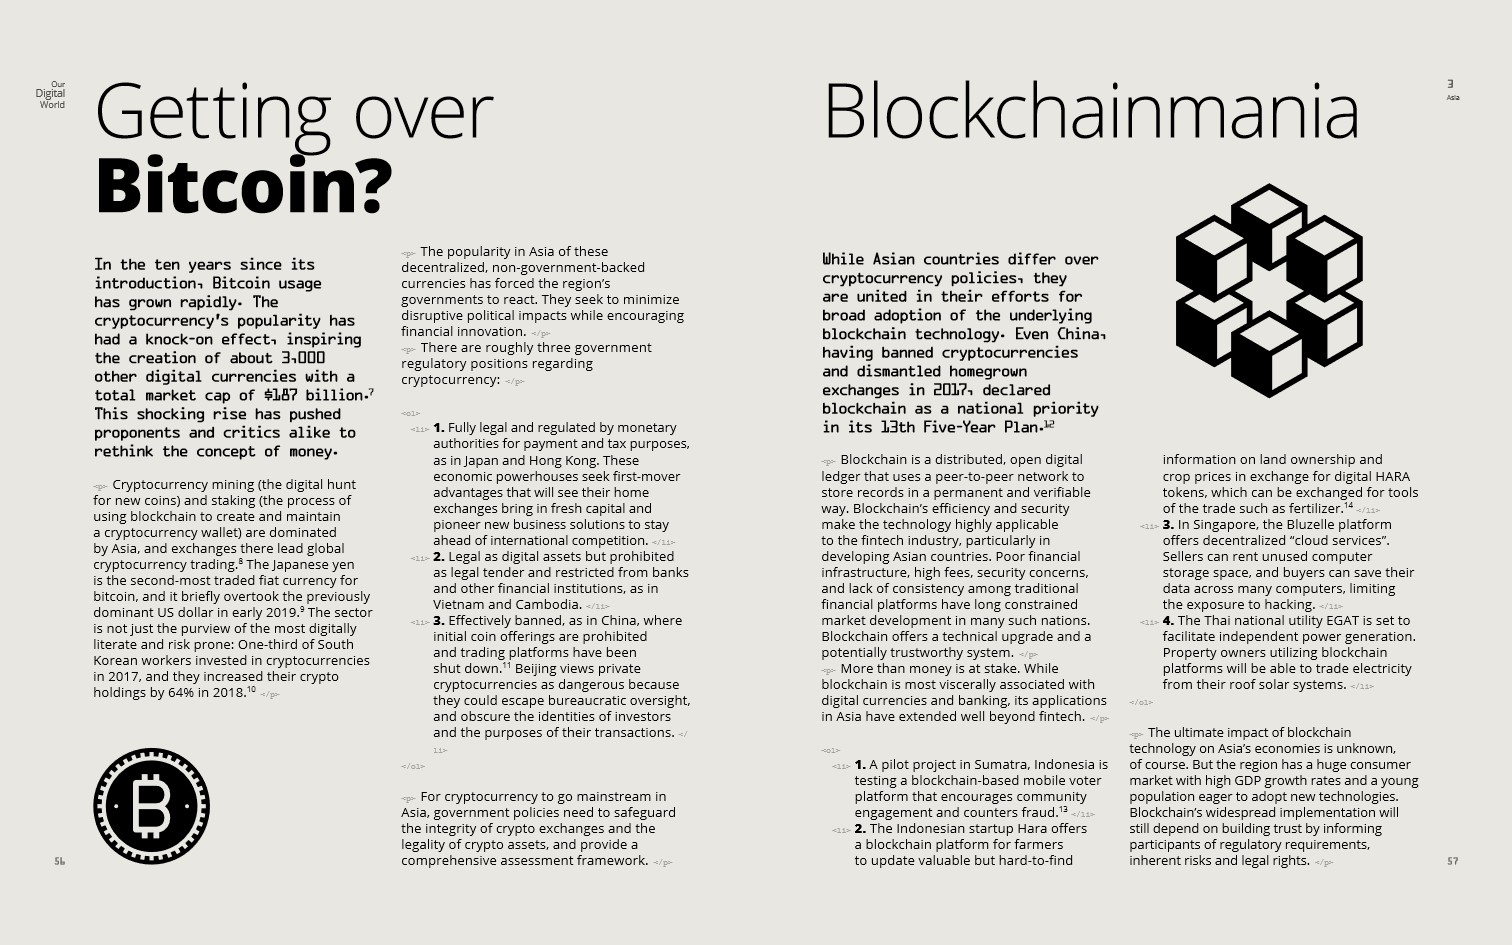 Our
Digital
World
Getting over
Bitcoin?
In the ten years since its
introduction, Bitcoin usage
has grown rapidly. The
cryptocurrency's popularity has
had a knock-on effect, inspiring
the creation of about 3,000
other digital currencies with a
total market cap of $187 billion.7
This shocking rise has pushed
proponents and critics alike to
rethink the concept of money.
<p> Cryptocurrency mining (the digital hunt
for new coins) and staking (the process of
using blockchain to create and maintain
a cryptocurrency wallet) are dominated
by Asia, and exchanges there lead global
cryptocurrency trading.8 The Japanese yen
is the second-most traded fiat currency for
bitcoin, and it briefly overtook the previously
dominant US dollar in early 2019.9 The sector
is not just the purview of the most digitally
literate and risk prone: One-third of South
Korean workers invested in cryptocurrencies
in 2017, and they increased their crypto
holdings by 64% in 2018.10 </p>
B
56
<p> The popularity in Asia of these
decentralized, non-government-backed
currencies has forced the region’s
governments to react. They seek to minimize
disruptive political impacts while encouraging
financial innovation. </p>
<p> There are roughly three government
regulatory positions regarding
cryptocurrency: </p>
<ol>
<li> 1. Fully legal and regulated by monetary
authorities for payment and tax purposes,
as in Japan and Hong Kong. These
economic powerhouses seek first-mover
advantages that will see their home
exchanges bring in fresh capital and
pioneer new business solutions to stay
ahead of international competition. </li>
<li> 2. Legal as digital assets but prohibited
as legal tender and restricted from banks
and other financial institutions, as in
Vietnam and Cambodia. </li>
<li> 3. Effectively banned, as in China, where
initial coin offerings are prohibited
and trading platforms have been
shut down.11 Beijing views private
cryptocurrencies as dangerous because
they could escape bureaucratic oversight,
and obscure the identities of investors
and the purposes of their transactions. </
li>
</ol>
<p> For cryptocurrency to go mainstream in
Asia, government policies need to safeguard
the integrity of crypto exchanges and the
legality of crypto assets, and provide a
comprehensive assessment framework. </p>
Blockchainmania
3
Asia
While Asian countries differ over
cryptocurrency policies, they
are united in their efforts for
broad adoption of the underlying
blockchain technology. Even China,
having banned cryptocurrencies
and dismantled homegrown
exchanges in 2017, declared
blockchain as a national priority
in its 13th Five-Year Plan.12
<p> Blockchain is a distributed, open digital
ledger that uses a peer-to-peer network to
store records in a permanent and verifiable
way. Blockchain’s efficiency and security
make the technology highly applicable
to the fintech industry, particularly in
developing Asian countries. Poor financial
infrastructure, high fees, security concerns,
and lack of consistency among traditional
financial platforms have long constrained
market development in many such nations.
Blockchain offers a technical upgrade and a
potentially trustworthy system. </p>
<p> More than money is at stake. While
blockchain is most viscerally associated with
digital currencies and banking, its applications
in Asia have extended well beyond fintech. </p>
<ol>
<li> 1. A pilot project in Sumatra, Indonesia is
testing a blockchain-based mobile voter
platform that encourages community
engagement and counters fraud.13 </li>
<li> 2. The Indonesian startup Hara offers
a blockchain platform for farmers
to update valuable but hard-to-find
information on land ownership and
crop prices in exchange for digital HARA
tokens, which can be exchanged for tools
of the trade such as fertilizer.14 </li>
<li> 3. In Singapore, the Bluzelle platform
offers decentralized “cloud services”.
Sellers can rent unused computer
storage space, and buyers can save their
data across many computers, limiting
the exposure to hacking. </li>
<li> 4. The Thai national utility EGAT is set to
facilitate independent power generation.
Property owners utilizing blockchain
platforms will be able to trade electricity
from their roof solar systems. </li>
</ol>
<p> The ultimate impact of blockchain
technology on Asia’s economies is unknown,
of course. But the region has a huge consumer
market with high GDP growth rates and a young
population eager to adopt new technologies.
Blockchain’s widespread implementation will
still depend on building trust by informing
participants of regulatory requirements,
inherent risks and legal rights. </p>
57